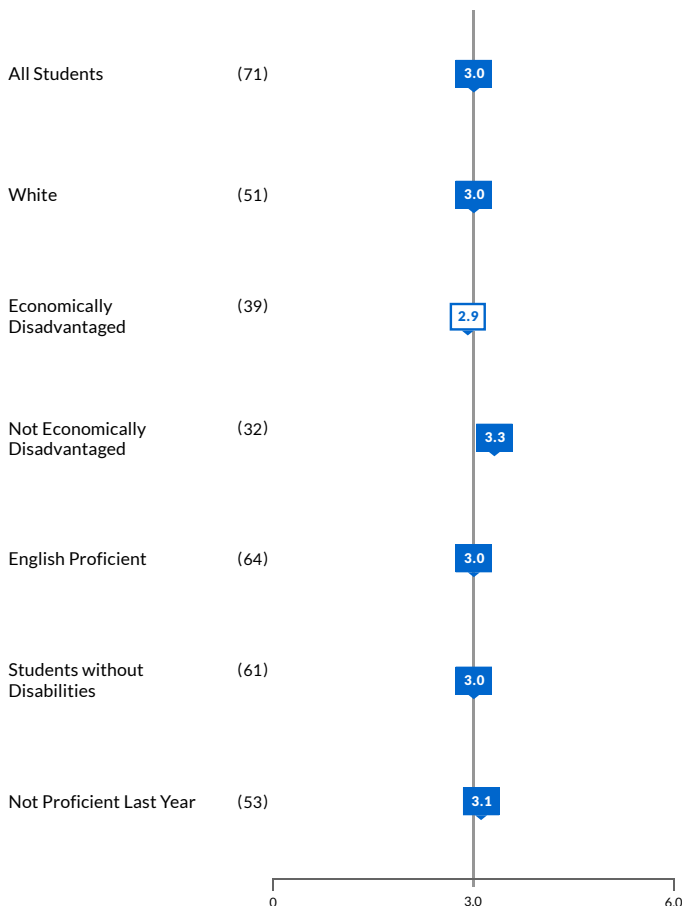 All Students (71) 3.0
White (51) 3.0
Economically
Disadvantaged (39) 2.9
Not Economically
Disadvantaged (32) 3.3
English Proficient (64) 3.0
Students without
Disabilities (61) 3.0
Not Proficient Last Year (53) 3.1
0 3.0 6.0